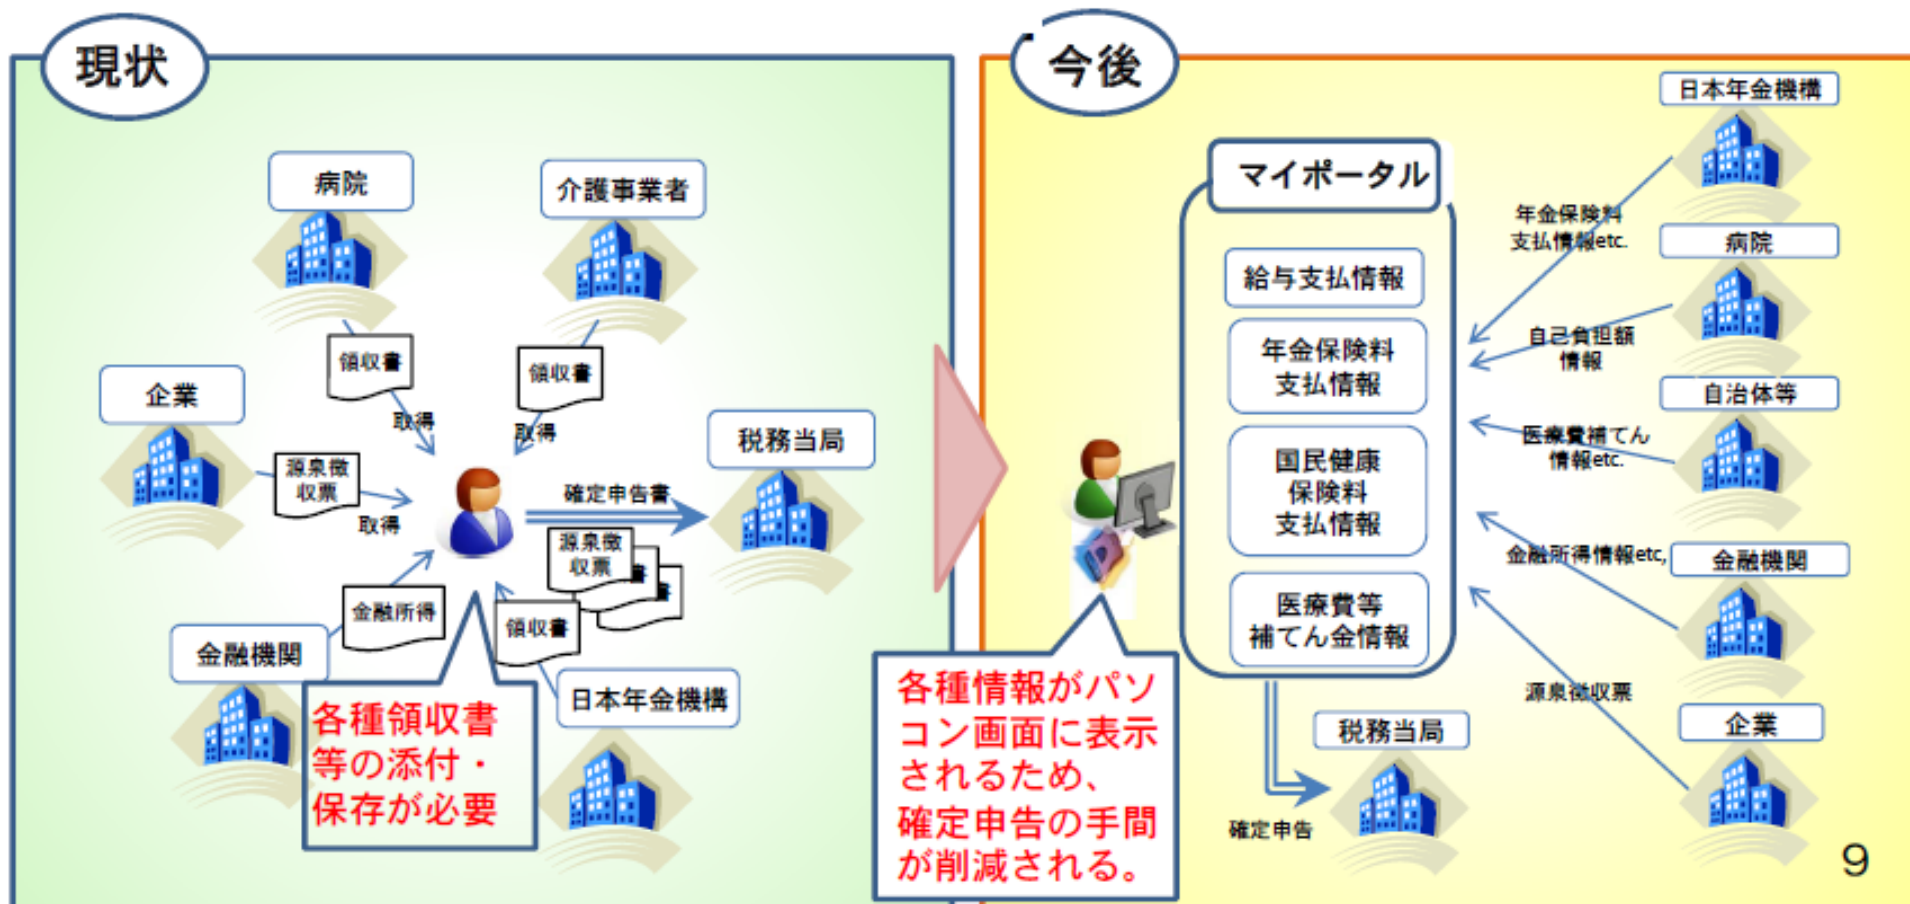 現状
病院
介護事業者
領収書
領収書
取得
取得
企業
源泉徴
収票
取得
税務当局
確定申告書
源泉徴
収票
書
書
金融所得
領収書
金融機関
日本年金機構
各種領収書
等の添付・
保存が必要
今後
マイポータル
給与支払情報
年金保険料
支払情報
国民健康
保険料
支払情報
医療費等
補てん金情報
日本年金機構
年金保険料
支払情報etc.
病院
自己負担額
情報
自治体等
医療費補てん
情報etc.
金融機関
金融所得情報etc,
源泉徴収票
企業
税務当局
確定申告
各種情報がパソ
コン画面に表示
されるため、
確定申告の手間
が削減される。
9